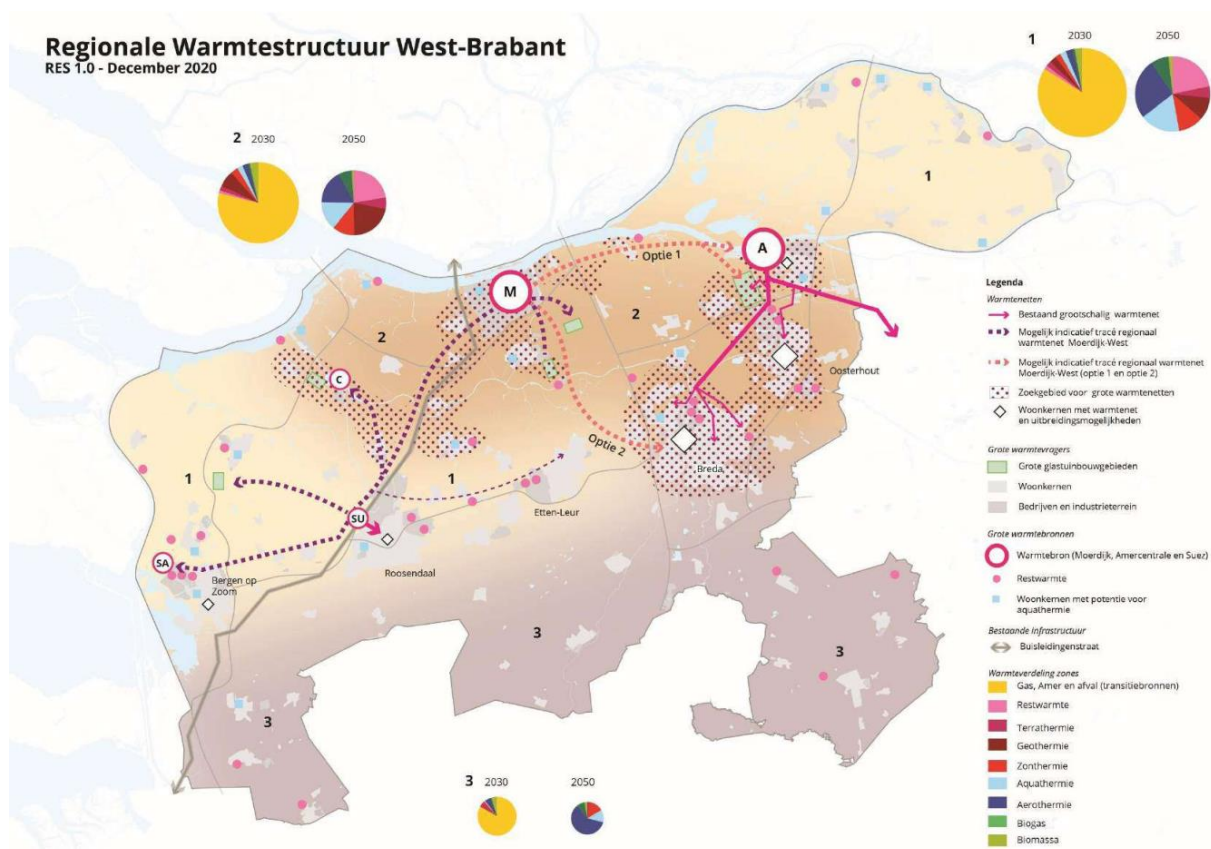 Regionale Warmtestructuur West-Brabant
RES 1.0 - December 2020
1
2030
2050
2
2030
2050
1
Optie 1
A
M
2
2
C
Oosterhout
Optie 2
Breda
1
1
Etten-Leur
SU
SA
Roosendaal
Bergen op
Zoom
3
3
3
3
2030
2050
Legenda
Warmtenetten
Bestaand grootschalig warmtenet
Mogelijk indicatief tracé regionaal
warmtenet Moerdijk-West
Mogelijk indicatief tracé regionaal warmtenet
Moerdijk-West (optie 1 en optie 2)
Zoekgebied voor grote warmtenetten
Woonkernen met warmtenet
en uitbreidingsmogelijkheden
Grote warmtevragers
Grote glastuinbouwgebieden
Woonkernen
Bedrijven en industrieterrein
Grote warmtebronnen
Warmtebron (Moerdijk, Amercentrale en Suez)
Restwarmte
Woonkernen met potentie voor
aquathermie
Bestaande infrastructuur
Buisleidingenstraat
Warmteverdeling zones
Gas, Amer en afval (transitiebronnen)
Restwarmte
Terrathermie
Geothermie
Zonthermie
Aquathermie
Aerothermie
Biogas
Biomassa